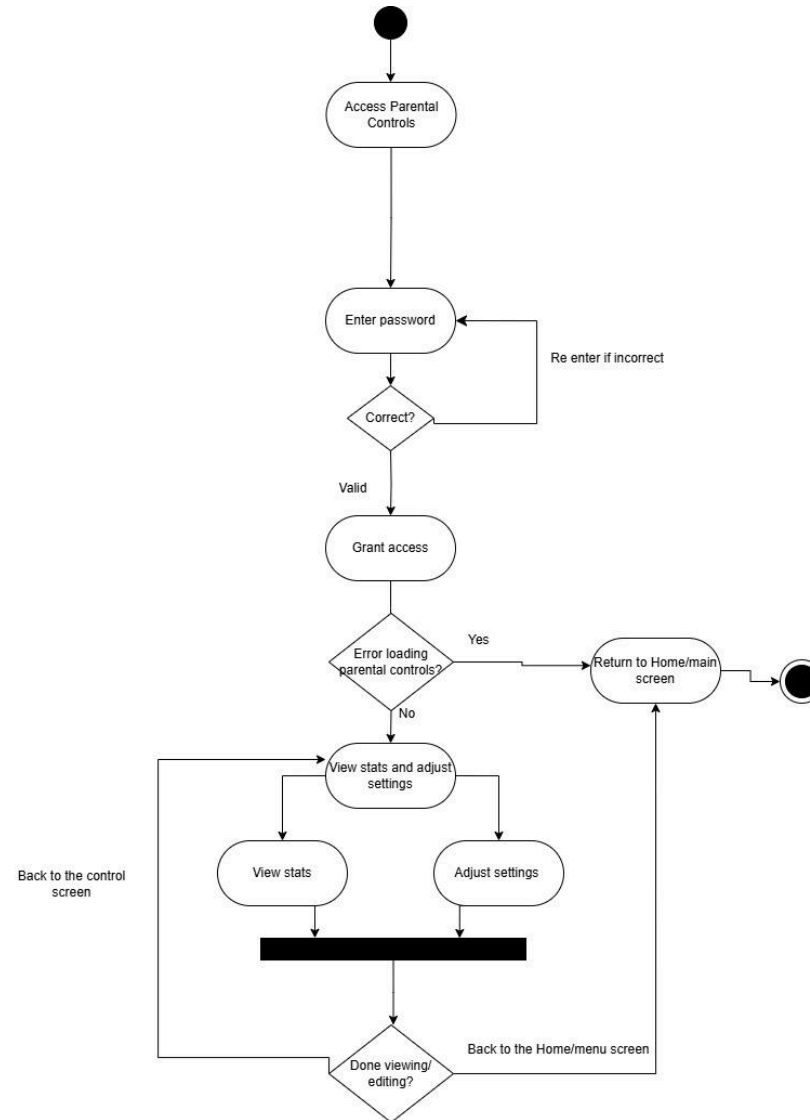 Access Parental
Controls
Enter password
Re enter if incorrect
Correct?
Valid
Grant access
Yes
Error loading
parental controls?
Return to Home/main
screen
No
View stats and adjust
settings
Back to the control
screen
View stats
Adjust settings
Back to the Home/menu screen
Done viewing/
editing?